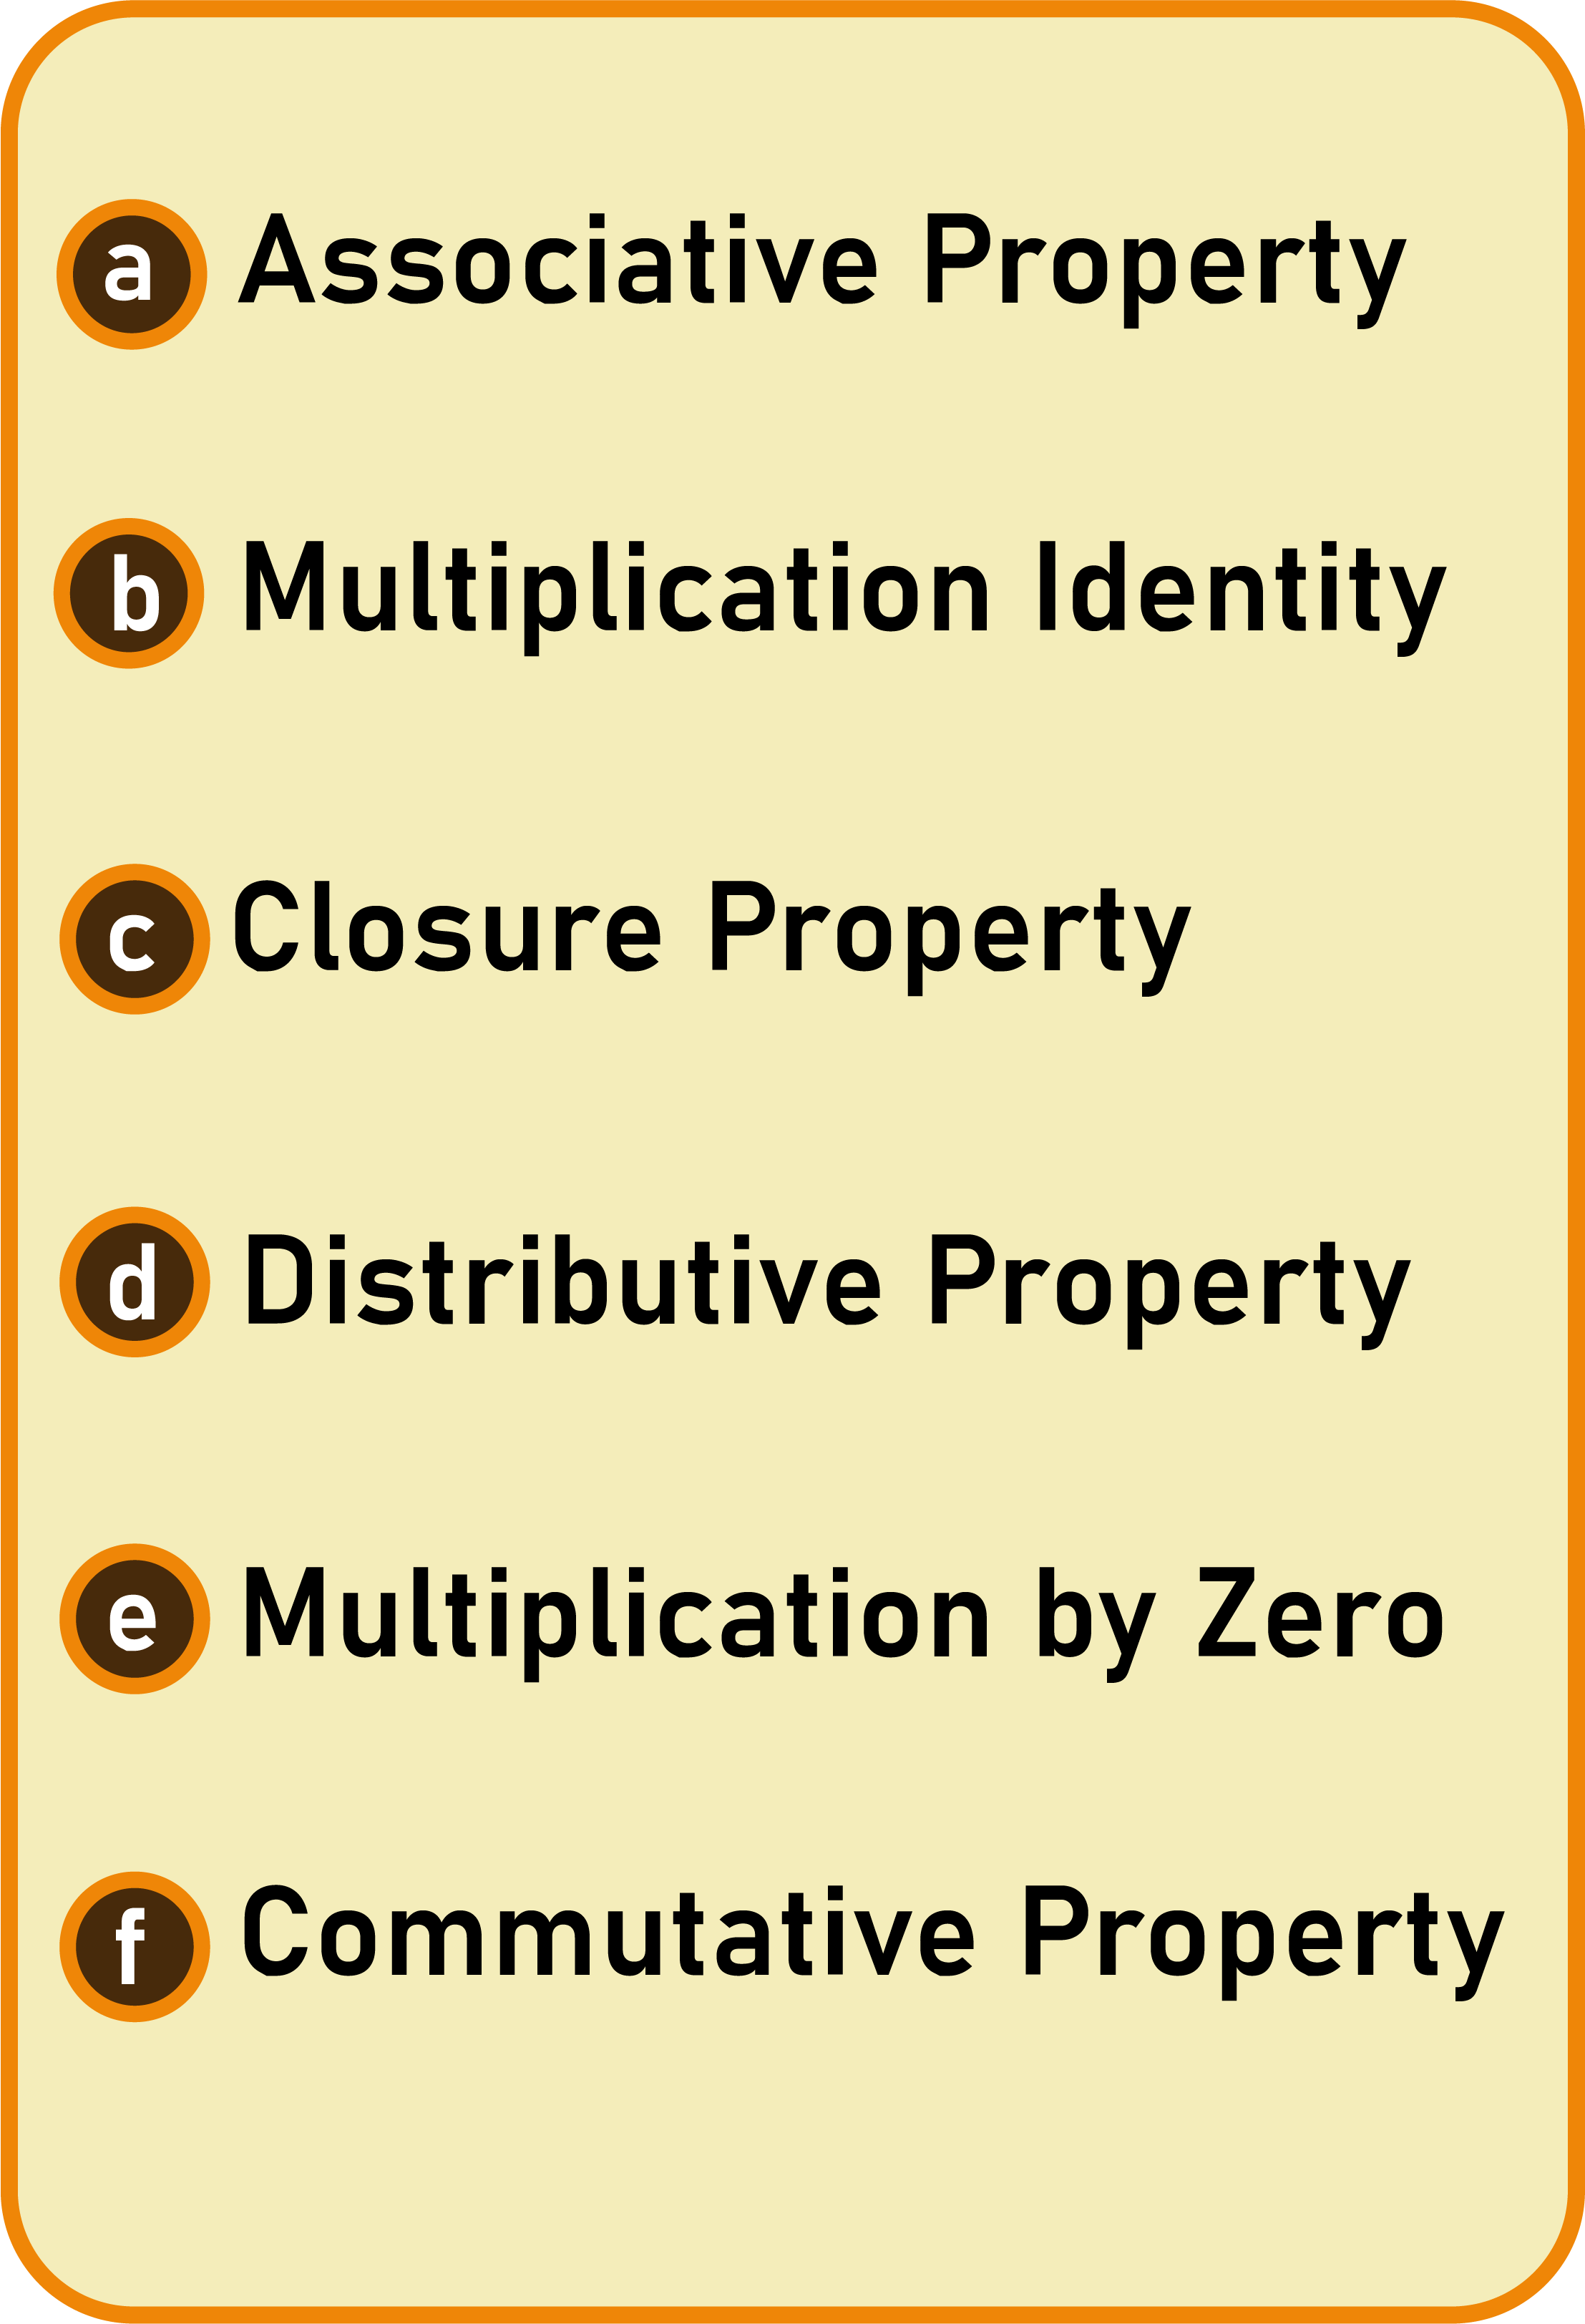 a Associative Property
b Multiplication Identity
c Closure Property
d Distributive Property
e Multiplication by Zero
f Commutative Property